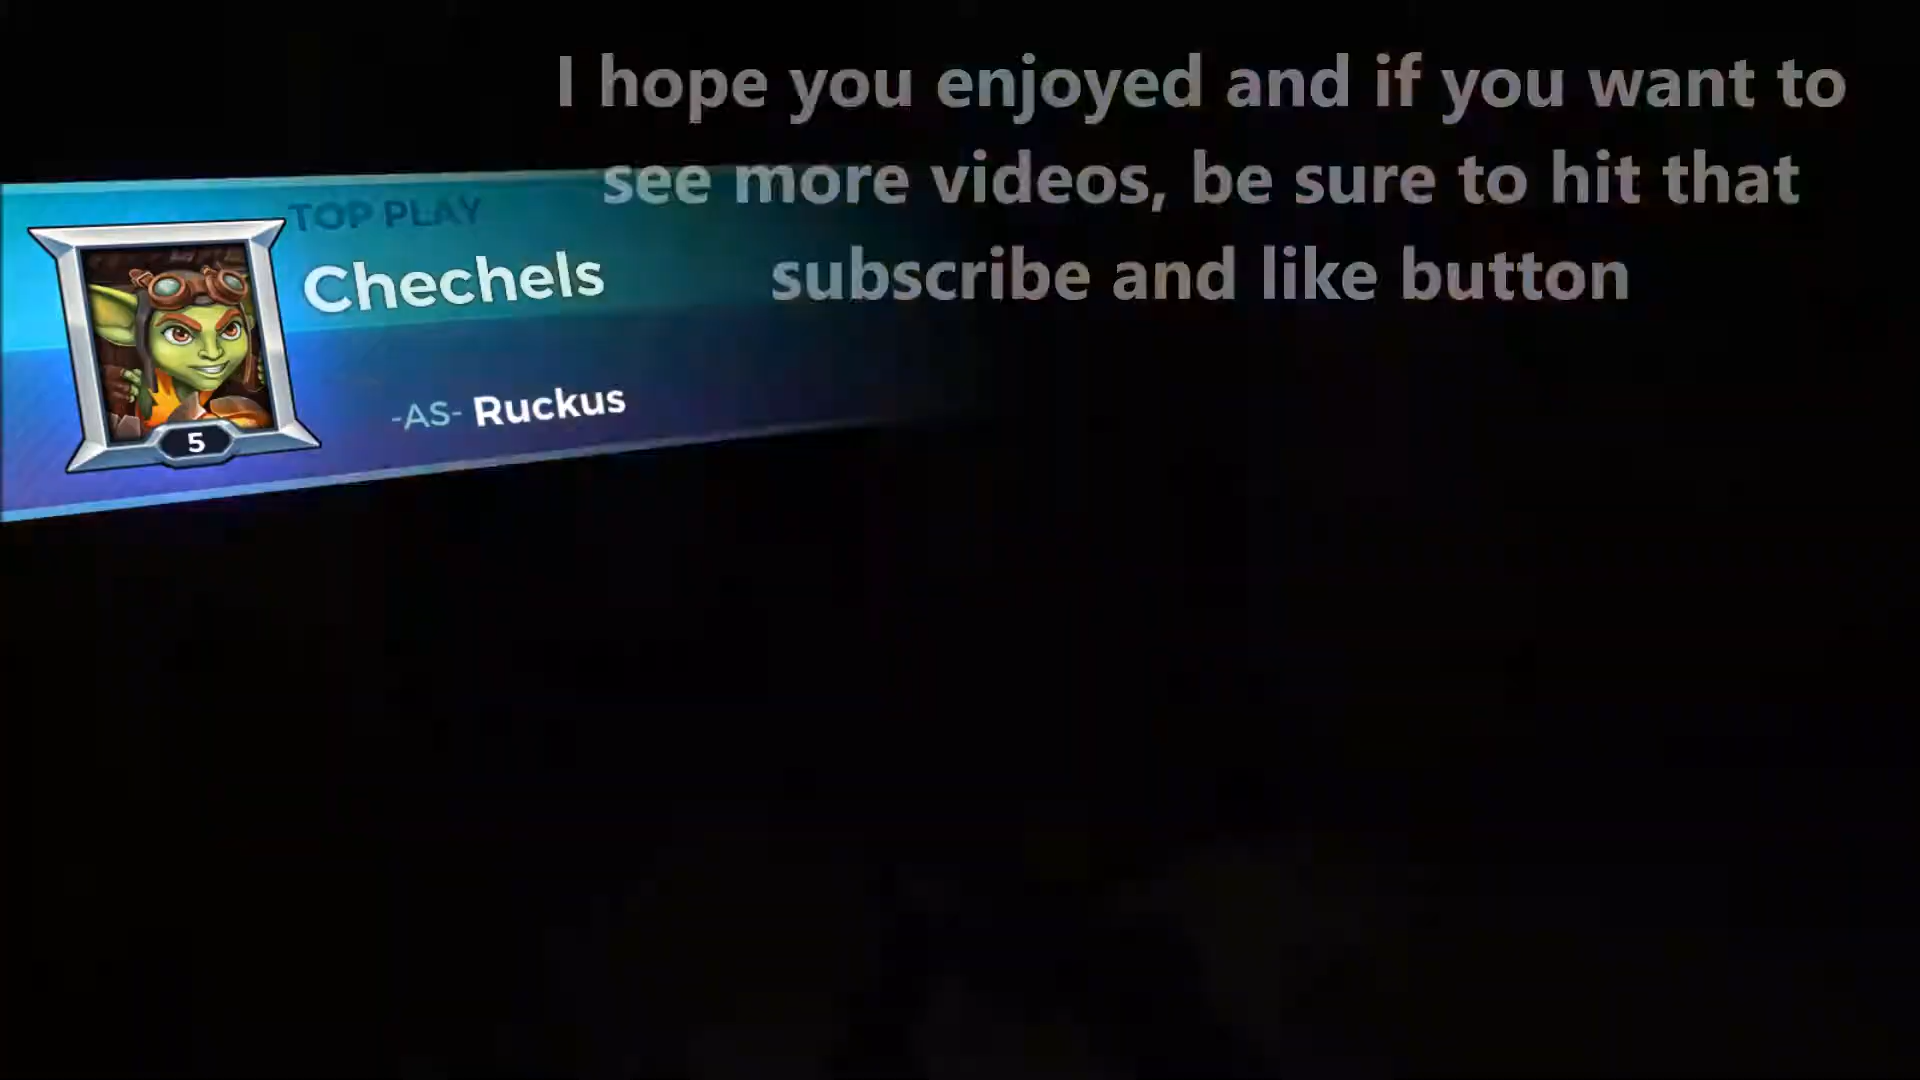 I hope you enjoyed and if you want to
see more videos, be sure to hit that
subscribe and like button
TOP PLAY
Chechels
-AS- Ruckus
5